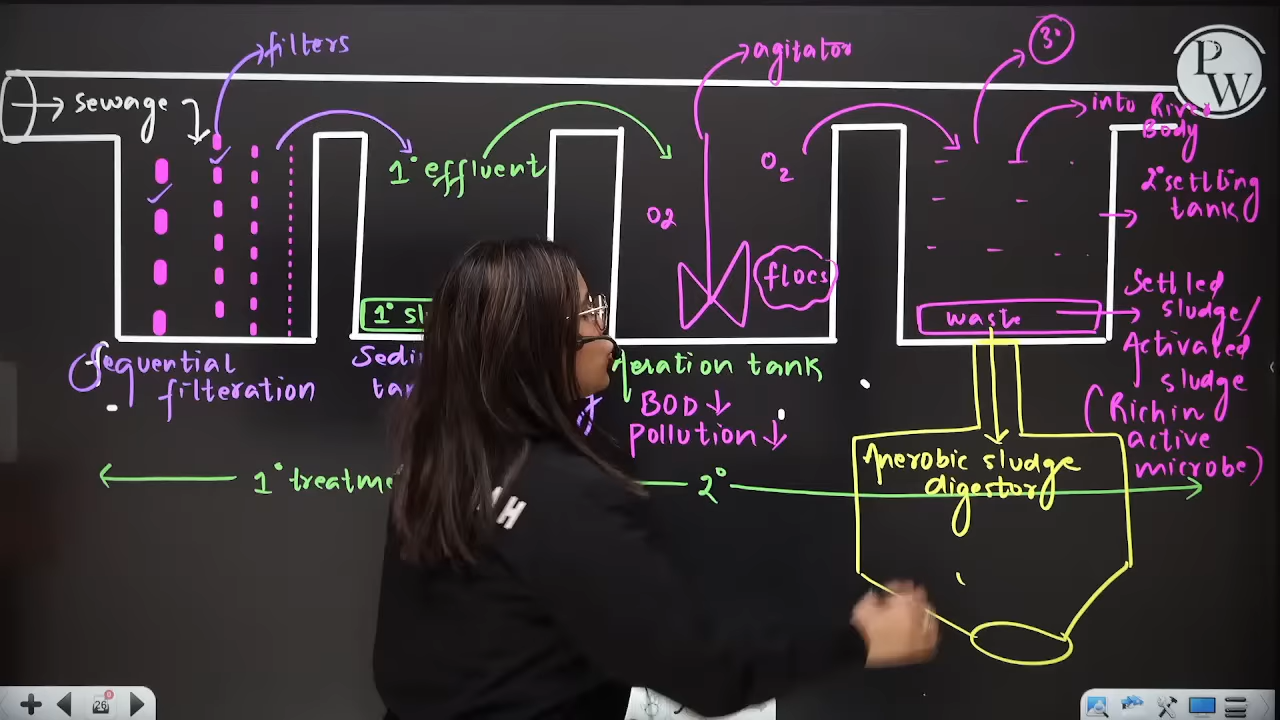 filters
agitator
3°
P
W
sewage
into River
Body
1° effluent
O2
O2
2° settling
tank
flocs
1° sl
waste
Settled
sludge/
Activated
sludge
(Rich in
active
microbe)
Sequential
filteration
Sedi
tan
Aeration tank
BOD ↓
pollution ↓
Anerobic sludge
digestory
1° treatme
2°
H
26